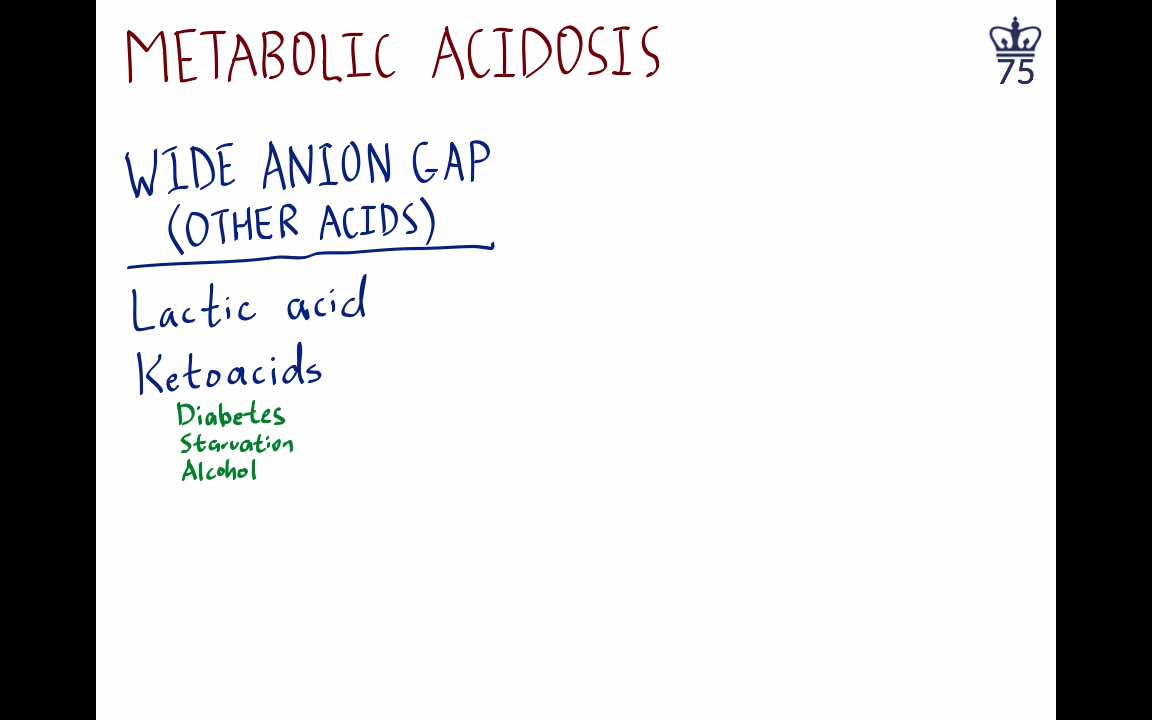 METABOLIC ACIDOSIS
75
WIDE ANION GAP
(OTHER ACIDS)
Lactic acid
Ketoacids
Diabetes
Starvation
Alcohol